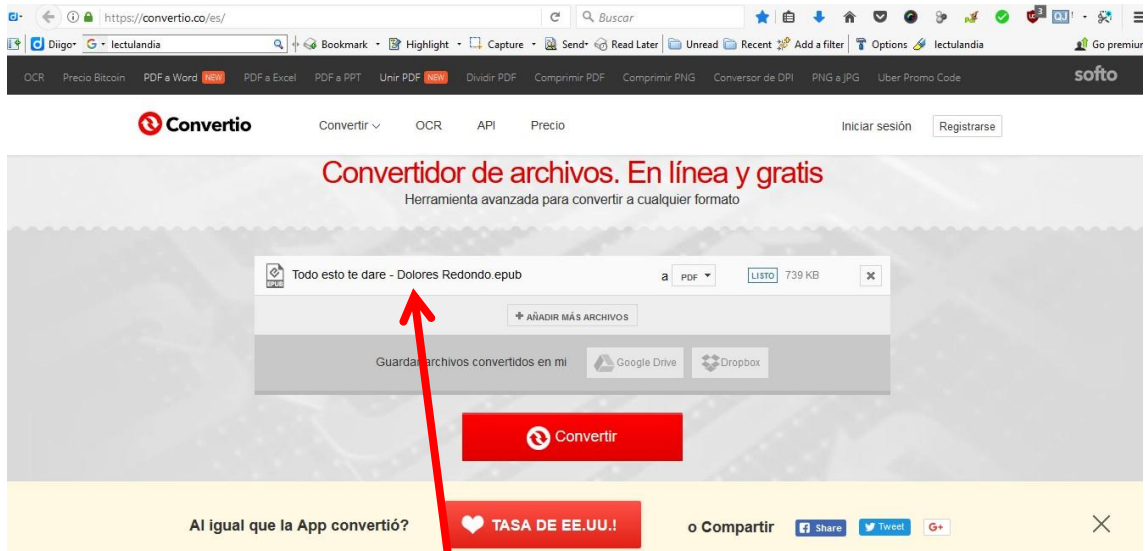 https://convertio.co/es/
Buscar
3
Diigo
lectulandia
Bookmark
Highlight
Capture
Send
Read Later
Unread
Recent
Add a filter
Options
lectulandia
Go premium
OCR Precio Bitcoin PDF a Word NEW PDF a Excel PDF a PPT Unir PDF NEW Dividir PDF Comprimir PDF Comprimir PNG Conversor de DPI PNG a JPG Uber Promo Code softo
Convertio Convertir OCR API Precio Iniciar sesión Registrarse
Convertidor de archivos. En línea y gratis
Herramienta avanzada para convertir a cualquier formato
EPUB Todo esto te dare - Dolores Redondo.epub a PDF LISTO 739 KB
+ AÑADIR MÁS ARCHIVOS
Guardar archivos convertidos en mi Google Drive Dropbox
Convertir
Al igual que la App convertió? TASA DE EE.UU.! o Compartir Share Tweet G+